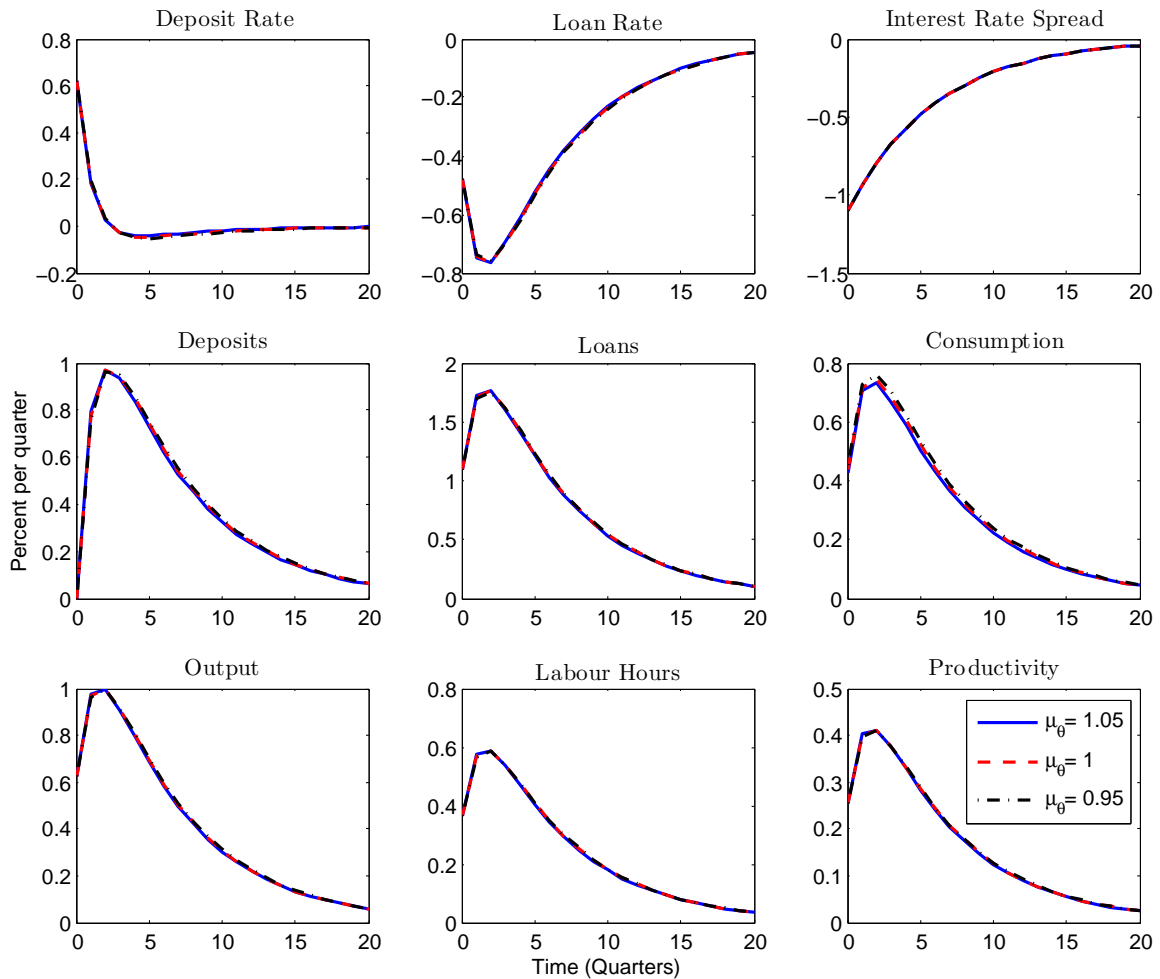 Deposit Rate
0.8
0.6
0.4
0.2
0
−0.2
0 5 10 15 20
Loan Rate
0
−0.2
−0.4
−0.6
−0.8
0 5 10 15 20
Interest Rate Spread
0
−0.5
−1
−1.5
0 5 10 15 20
Percent per quarter
Deposits
1
0.8
0.6
0.4
0.2
0
0 5 10 15 20
Loans
2
1.5
1
0.5
0
0 5 10 15 20
Consumption
0.8
0.6
0.4
0.2
0
0 5 10 15 20
Output
1
0.8
0.6
0.4
0.2
0
0 5 10 15 20
Labour Hours
0.8
0.6
0.4
0.2
0
0 5 10 15 20
Time (Quarters)
Productivity
0.5
0.4
0.3
0.2
0.1
0
0 5 10 15 20
μθ= 1.05
μθ= 1
μθ= 0.95